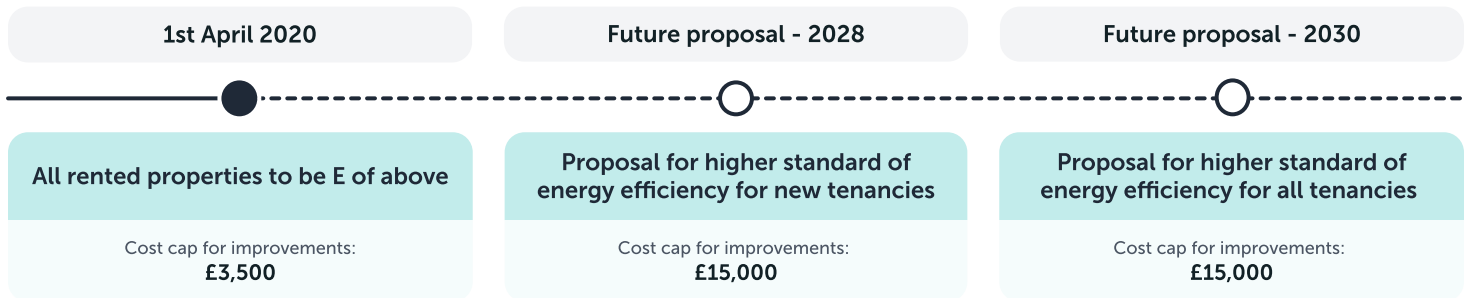 1st April 2020
Future proposal - 2028
Future proposal - 2030
All rented properties to be E of above
Proposal for higher standard of
energy efficiency for new tenancies
Proposal for higher standard of
energy efficiency for all tenancies
Cost cap for improvements:
£3,500
Cost cap for improvements:
£15,000
Cost cap for improvements:
£15,000